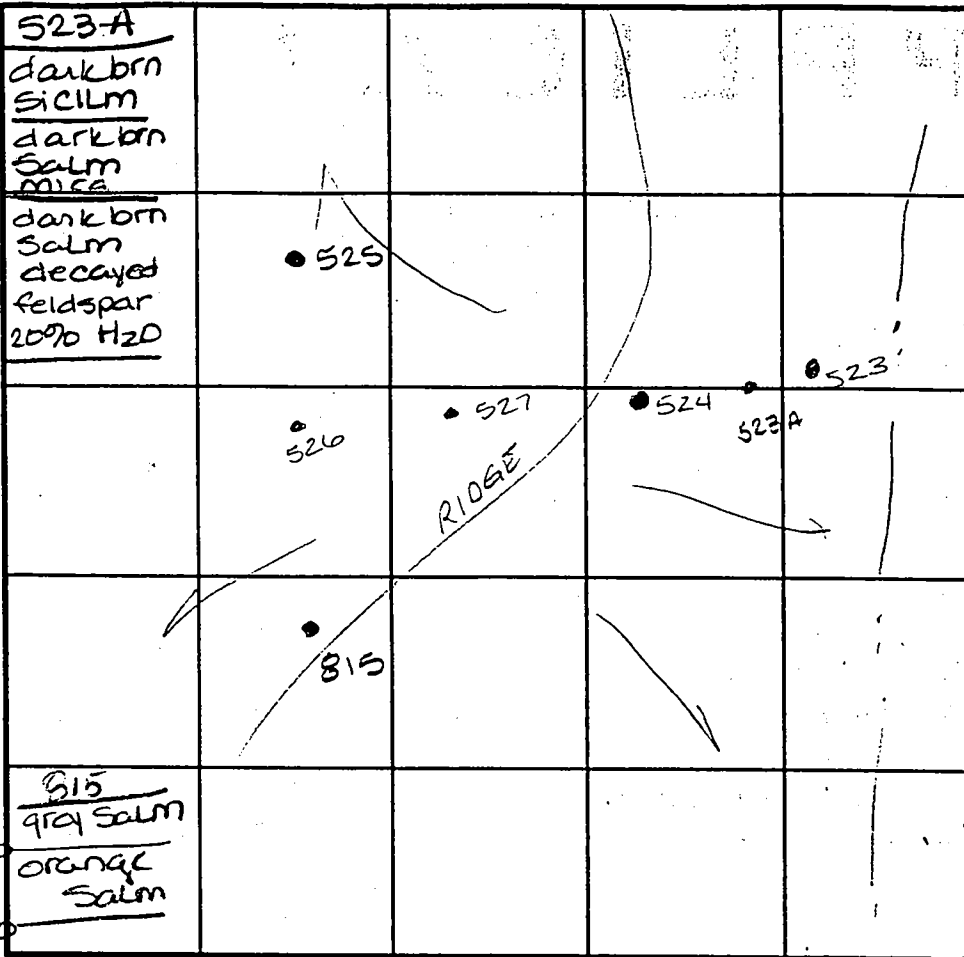 523-A
dark brn
SiClLm
dark brn
SaLm
mica
dark brn
SaLm
decayed
feldspar
20% H2O
525
523
527
524
523A
526
RIDGE
815
815
gray SaLm
orange
SaLm